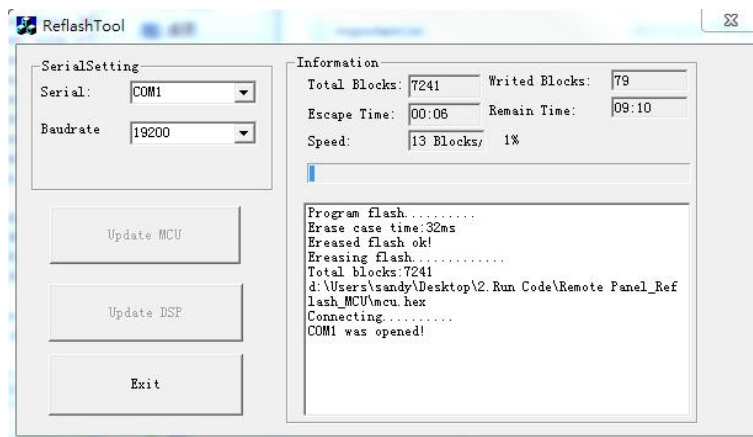 ReflashTool
SerialSetting
Serial: COM1
Baudrate 19200
Update MCU
Update DSP
Exit
Information
Total Blocks: 7241 Writed Blocks: 79
Escape Time: 00:06 Remain Time: 09:10
Speed: 13 Blocks/ 1%
Program flash..........
Erase case time:32ms
Ereased flash ok!
Ereasing flash.............
Total blocks:7241
d:\Users\sandy\Desktop\2.Run Code\Remote Panel_Ref
lash_MCU\mcu.hex
Connecting..........
COM1 was opened!